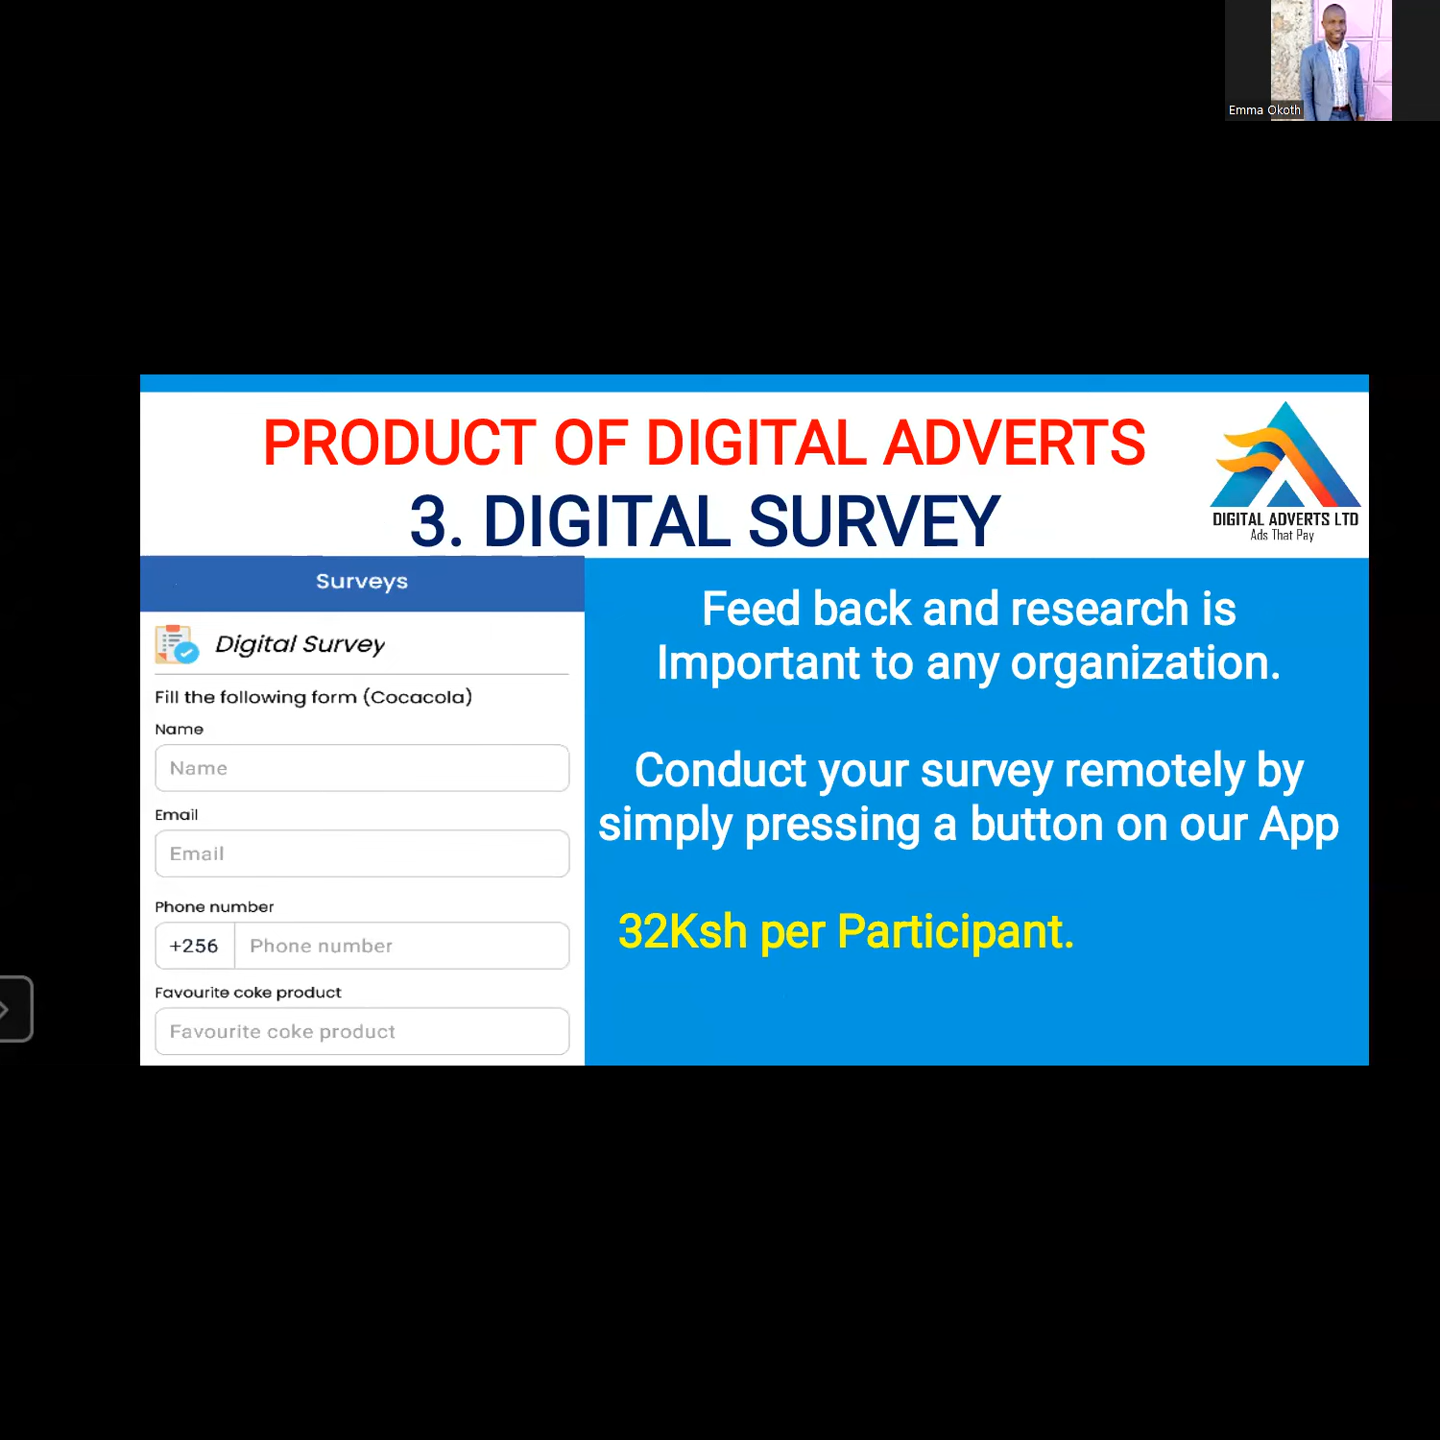 Emma Okoth
PRODUCT OF DIGITAL ADVERTS
3. DIGITAL SURVEY
DIGITAL ADVERTS LTD
Ads That Pay
Surveys
Digital Survey
Fill the following form (Cocacola)
Name
Name
Email
Email
Phone number
+256 Phone number
Favourite coke product
Favourite coke product
Feed back and research is
Important to any organization.
Conduct your survey remotely by
simply pressing a button on our App
32Ksh per Participant.